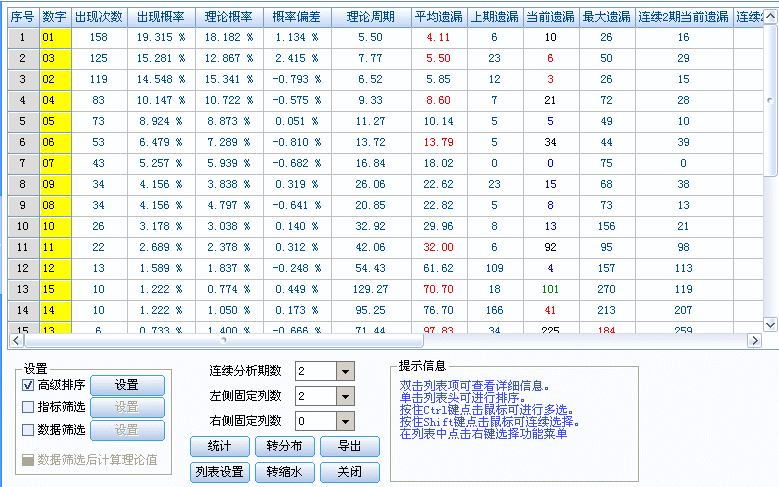 序号 数字 出现次数 出现概率 理论概率 概率偏差 理论周期 平均遗漏 上期遗漏 当前遗漏 最大遗漏 连续2期当前遗漏 连续
1 01 158 19.315 % 18.182 % 1.134 % 5.50 4.11 6 10 26 16
2 03 125 15.281 % 12.867 % 2.415 % 7.77 5.50 23 6 50 29
3 02 119 14.548 % 15.341 % -0.793 % 6.52 5.85 12 3 26 15
4 04 83 10.147 % 10.722 % -0.575 % 9.33 8.60 7 21 72 28
5 05 73 8.924 % 8.873 % 0.051 % 11.27 10.14 5 5 49 10
6 06 53 6.479 % 7.289 % -0.810 % 13.72 13.79 5 34 44 39
7 07 43 5.257 % 5.939 % -0.682 % 16.84 18.02 0 0 75 0
8 09 34 4.156 % 3.838 % 0.319 % 26.06 22.62 23 15 68 38
9 08 34 4.156 % 4.797 % -0.641 % 20.85 22.82 5 8 73 13
10 10 26 3.178 % 3.038 % 0.140 % 32.92 29.96 8 13 156 21
11 11 22 2.689 % 2.378 % 0.312 % 42.06 32.00 6 92 95 98
12 12 13 1.589 % 1.837 % -0.248 % 54.43 61.62 109 4 157 113
13 15 10 1.222 % 0.774 % 0.449 % 129.27 70.70 18 101 270 119
14 14 10 1.222 % 1.050 % 0.173 % 95.25 76.70 166 41 213 207
15 13 6 0.733 % 1.400 % -0.666 % 71.44 97.83 34 225 184 259
设置
高级排序 设置
指标筛选 设置
数据筛选 设置
数据筛选后计算理论值
连续分析期数 2
左侧固定列数 2
右侧固定列数 0
统计 转分布 导出
列表设置 转缩水 关闭
提示信息
双击列表项可查看详细信息。
单击列表头可进行排序。
按住Ctrl键点击鼠标可进行多选。
按住Shift键点击鼠标可连续选择。
在列表中点击右键选择功能菜单